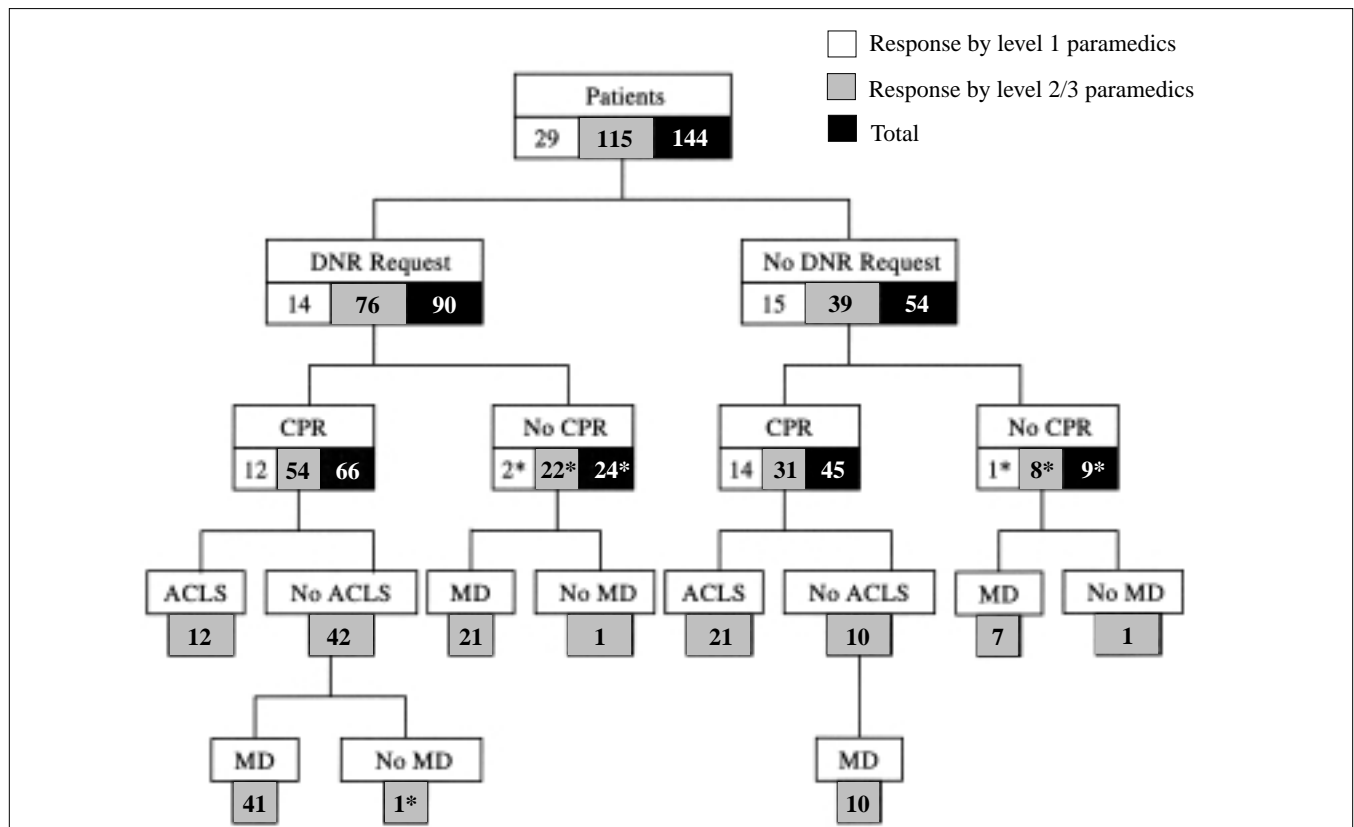 Response by level 1 paramedics
Response by level 2/3 paramedics
Total
Patients
29 115 144
DNR Request No DNR Request
14 76 90 15 39 54
CPR No CPR CPR No CPR
12 54 66 2* 22* 24* 14 31 45 1* 8* 9*
ACLS No ACLS MD No MD ACLS No ACLS MD No MD
12 42 21 1 21 10 7 1
MD No MD MD
41 1* 10